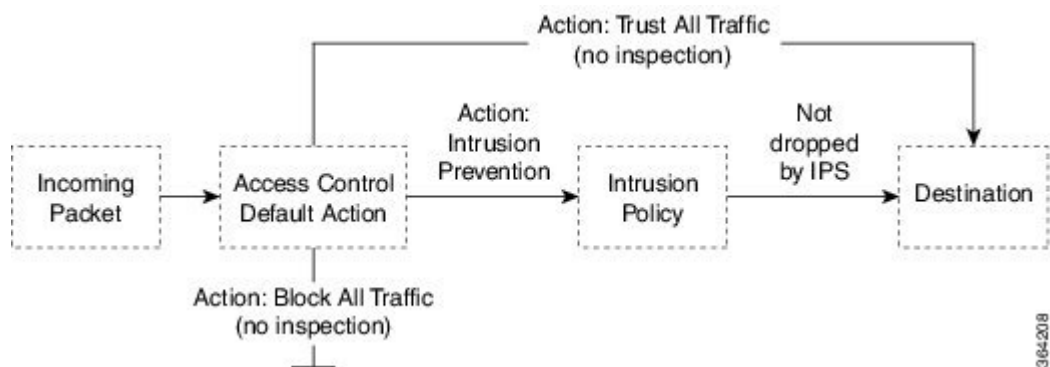 Action: Trust All Traffic
(no inspection)
Action:
Intrusion
Prevention
Not
dropped
by IPS
Incoming
Packet
Access Control
Default Action
Intrusion
Policy
Destination
Action: Block All Traffic
(no inspection)
364208